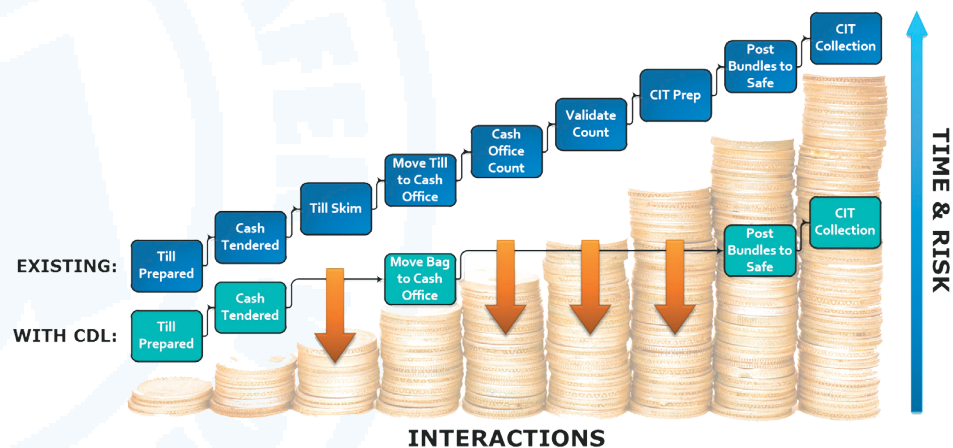 CIT
Collection
Post
Bundles to
Safe
CIT Prep
Validate
Count
Cash
Office
Count
Move Till
to Cash
Office
Till Skim
Cash
Tendered
Till
Prepared
EXISTING:
CIT
Collection
Post
Bundles to
Safe
Move Bag
to Cash
Office
Cash
Tendered
Till
Prepared
WITH CDL:
TIME & RISK
INTERACTIONS